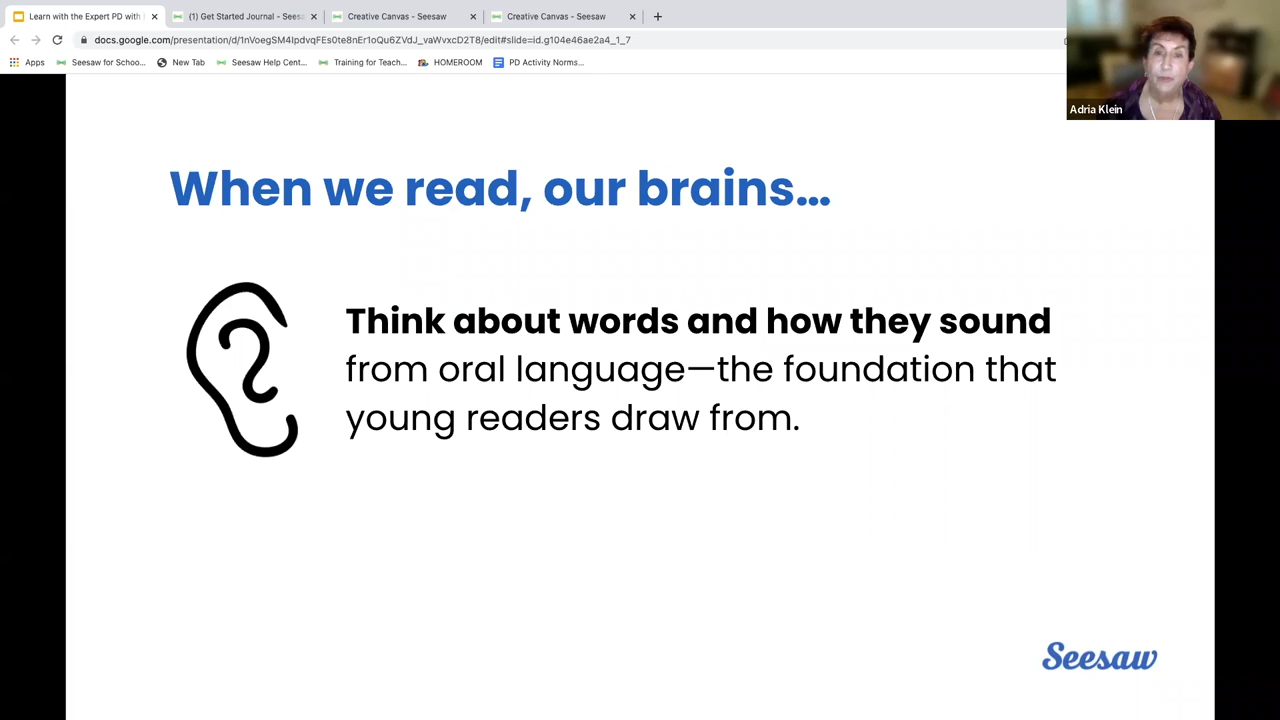 Learn with the Expert PD with
(1) Get Started Journal - Sees
Creative Canvas - Seesaw
Creative Canvas - Seesaw
docs.google.com/presentation/d/1nVoegSM4IpdvqFEs0te8nEr1oQu6ZVdJ_vaWvxcD2T8/edit#slide=id.g104e46ae2a4_1_7
Apps
Seesaw for Schoo...
New Tab
Seesaw Help Cent...
Training for Teach...
HOMEROOM
PD Activity Norms...
Adria Klein
When we read, our brains...
Think about words and how they sound
from oral language—the foundation that
young readers draw from.
Seesaw